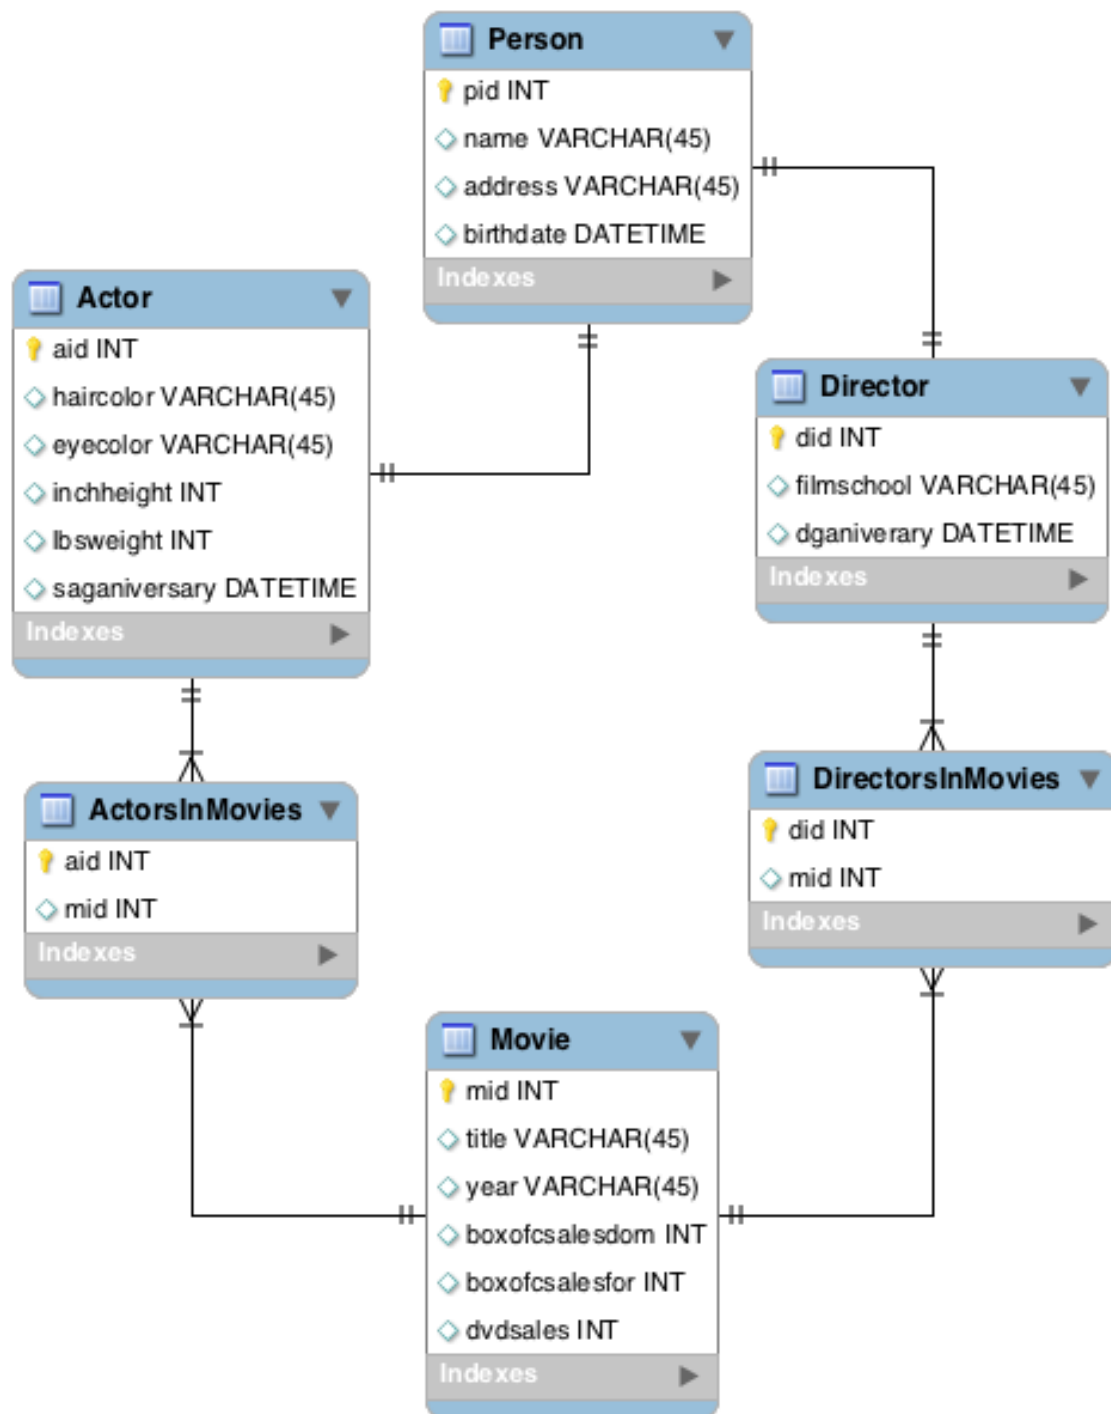 Person
pid INT
name VARCHAR(45)
address VARCHAR(45)
birthdate DATETIME
Indexes
Actor
aid INT
haircolor VARCHAR(45)
eyecolor VARCHAR(45)
inchheight INT
lbsweight INT
saganiversary DATETIME
Indexes
Director
did INT
filmschool VARCHAR(45)
dganiverary DATETIME
Indexes
ActorsInMovies
aid INT
mid INT
Indexes
DirectorsInMovies
did INT
mid INT
Indexes
Movie
mid INT
title VARCHAR(45)
year VARCHAR(45)
boxofcsalesdom INT
boxofcsalesfor INT
dvdsales INT
Indexes